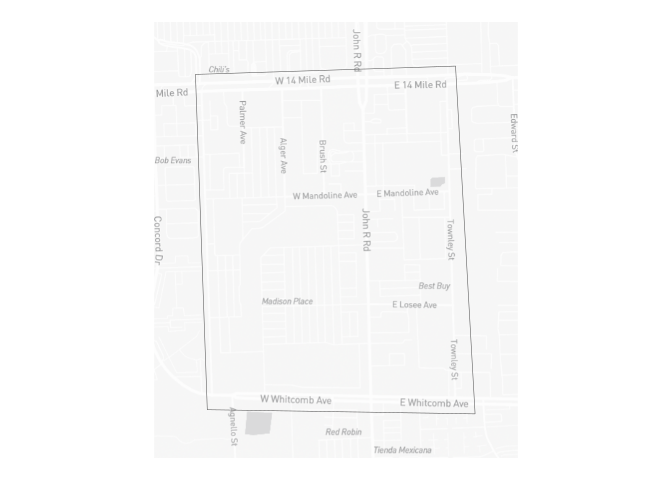 John R Rd
Chili's
W 14 Mile Rd
E 14 Mile Rd
Mile Rd
Palmer Ave
Alger Ave
Brush St
Edward St
Bob Evans
W Mandoline Ave
E Mandoline Ave
Concord Dr
John R Rd
Townley St
Best Buy
Madison Place
E Losee Ave
Townley St
W Whitcomb Ave
E Whitcomb Ave
Agnello St
Red Robin
Tienda Mexicana